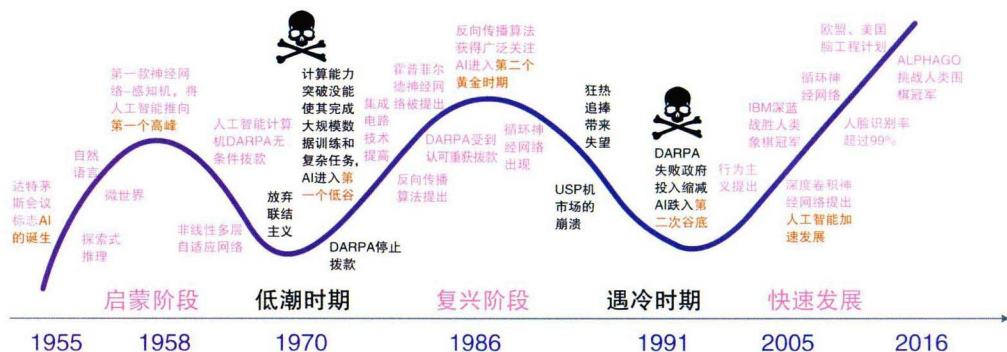 达特茅
斯会议
标志AI
的诞生
自然
语言
探索式
推理
第一款神经网
络-感知机，将
人工智能推向
第一个高峰
微世界
人工智能计算
机DARPA无
条件拨款
非线性多层
自适应网络
计算能力
突破没能
使其完成
大规模数
据训练和
复杂任务，
AI进入第
一个低谷
放弃
联结
主义
DARPA停止
拨款
集成
电路
技术
提高
霍普菲尔
德神经网
络被提出
DARPA受到
认可重获拨款
反向传播
算法提出
反向传播算法
获得广泛关注
AI进入第二个
黄金时期
循环神
经网络
出现
USP机
市场的
崩溃
狂热
追捧
带来
失望
DARPA
失败政府
投入缩减
AI跌入第
二次谷底
行为主
义提出
IBM深蓝
战胜人类
象棋冠军
深度卷积神
经网络提出
人工智能加
速发展
循环神
经网络
欧盟、美国
脑工程计划
人脸识别率
超过99%
ALPHAGO
挑战人类围
棋冠军
启蒙阶段
低潮时期
复兴阶段
遇冷时期
快速发展
1955
1958
1970
1986
1991
2005
2016